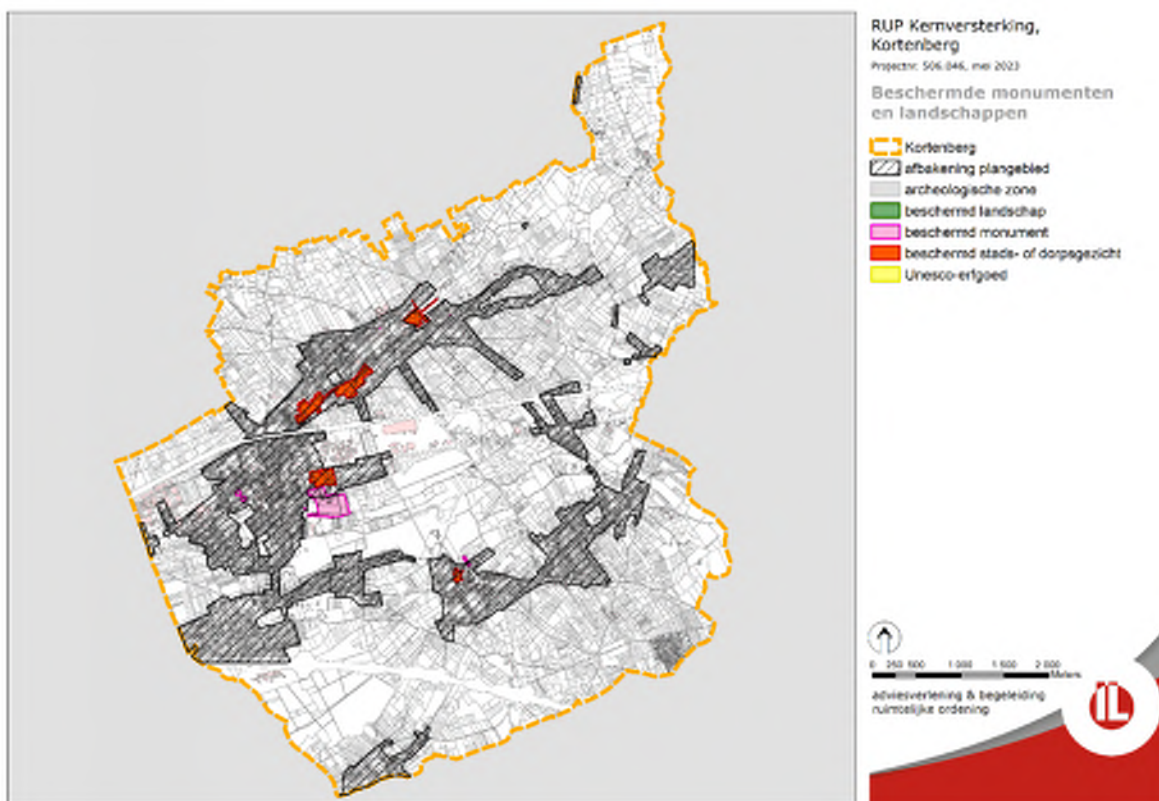 RUP Kernversterking,
Kortenberg
Projectnr. 506.046, mei 2023
Beschermde monumenten
en landschappen
Kortenberg
afbakening plangebied
archeologische zone
beschermd landschap
beschermd monument
beschermd stads- of dorpsgezicht
Unesco-erfgoed
0 250 500 1 000 1 500 2 000
Meters
adviesverlening & begeleiding
ruimtelijke ordening
IL